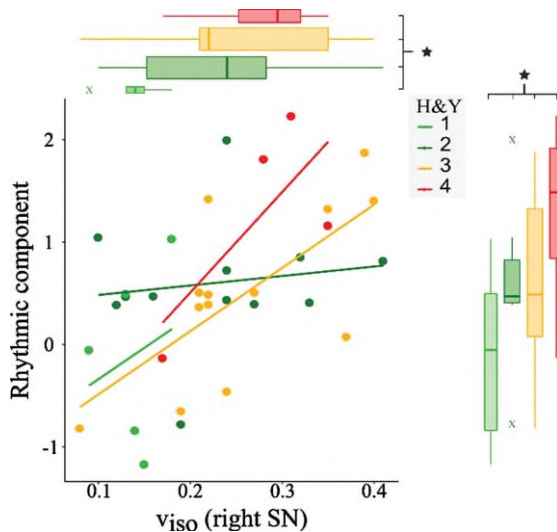 x
H&Y
1
2
3
4
x
x
Rhythmic component
2
1
0
-1
0.1 0.2 0.3 0.4
viso (right SN)